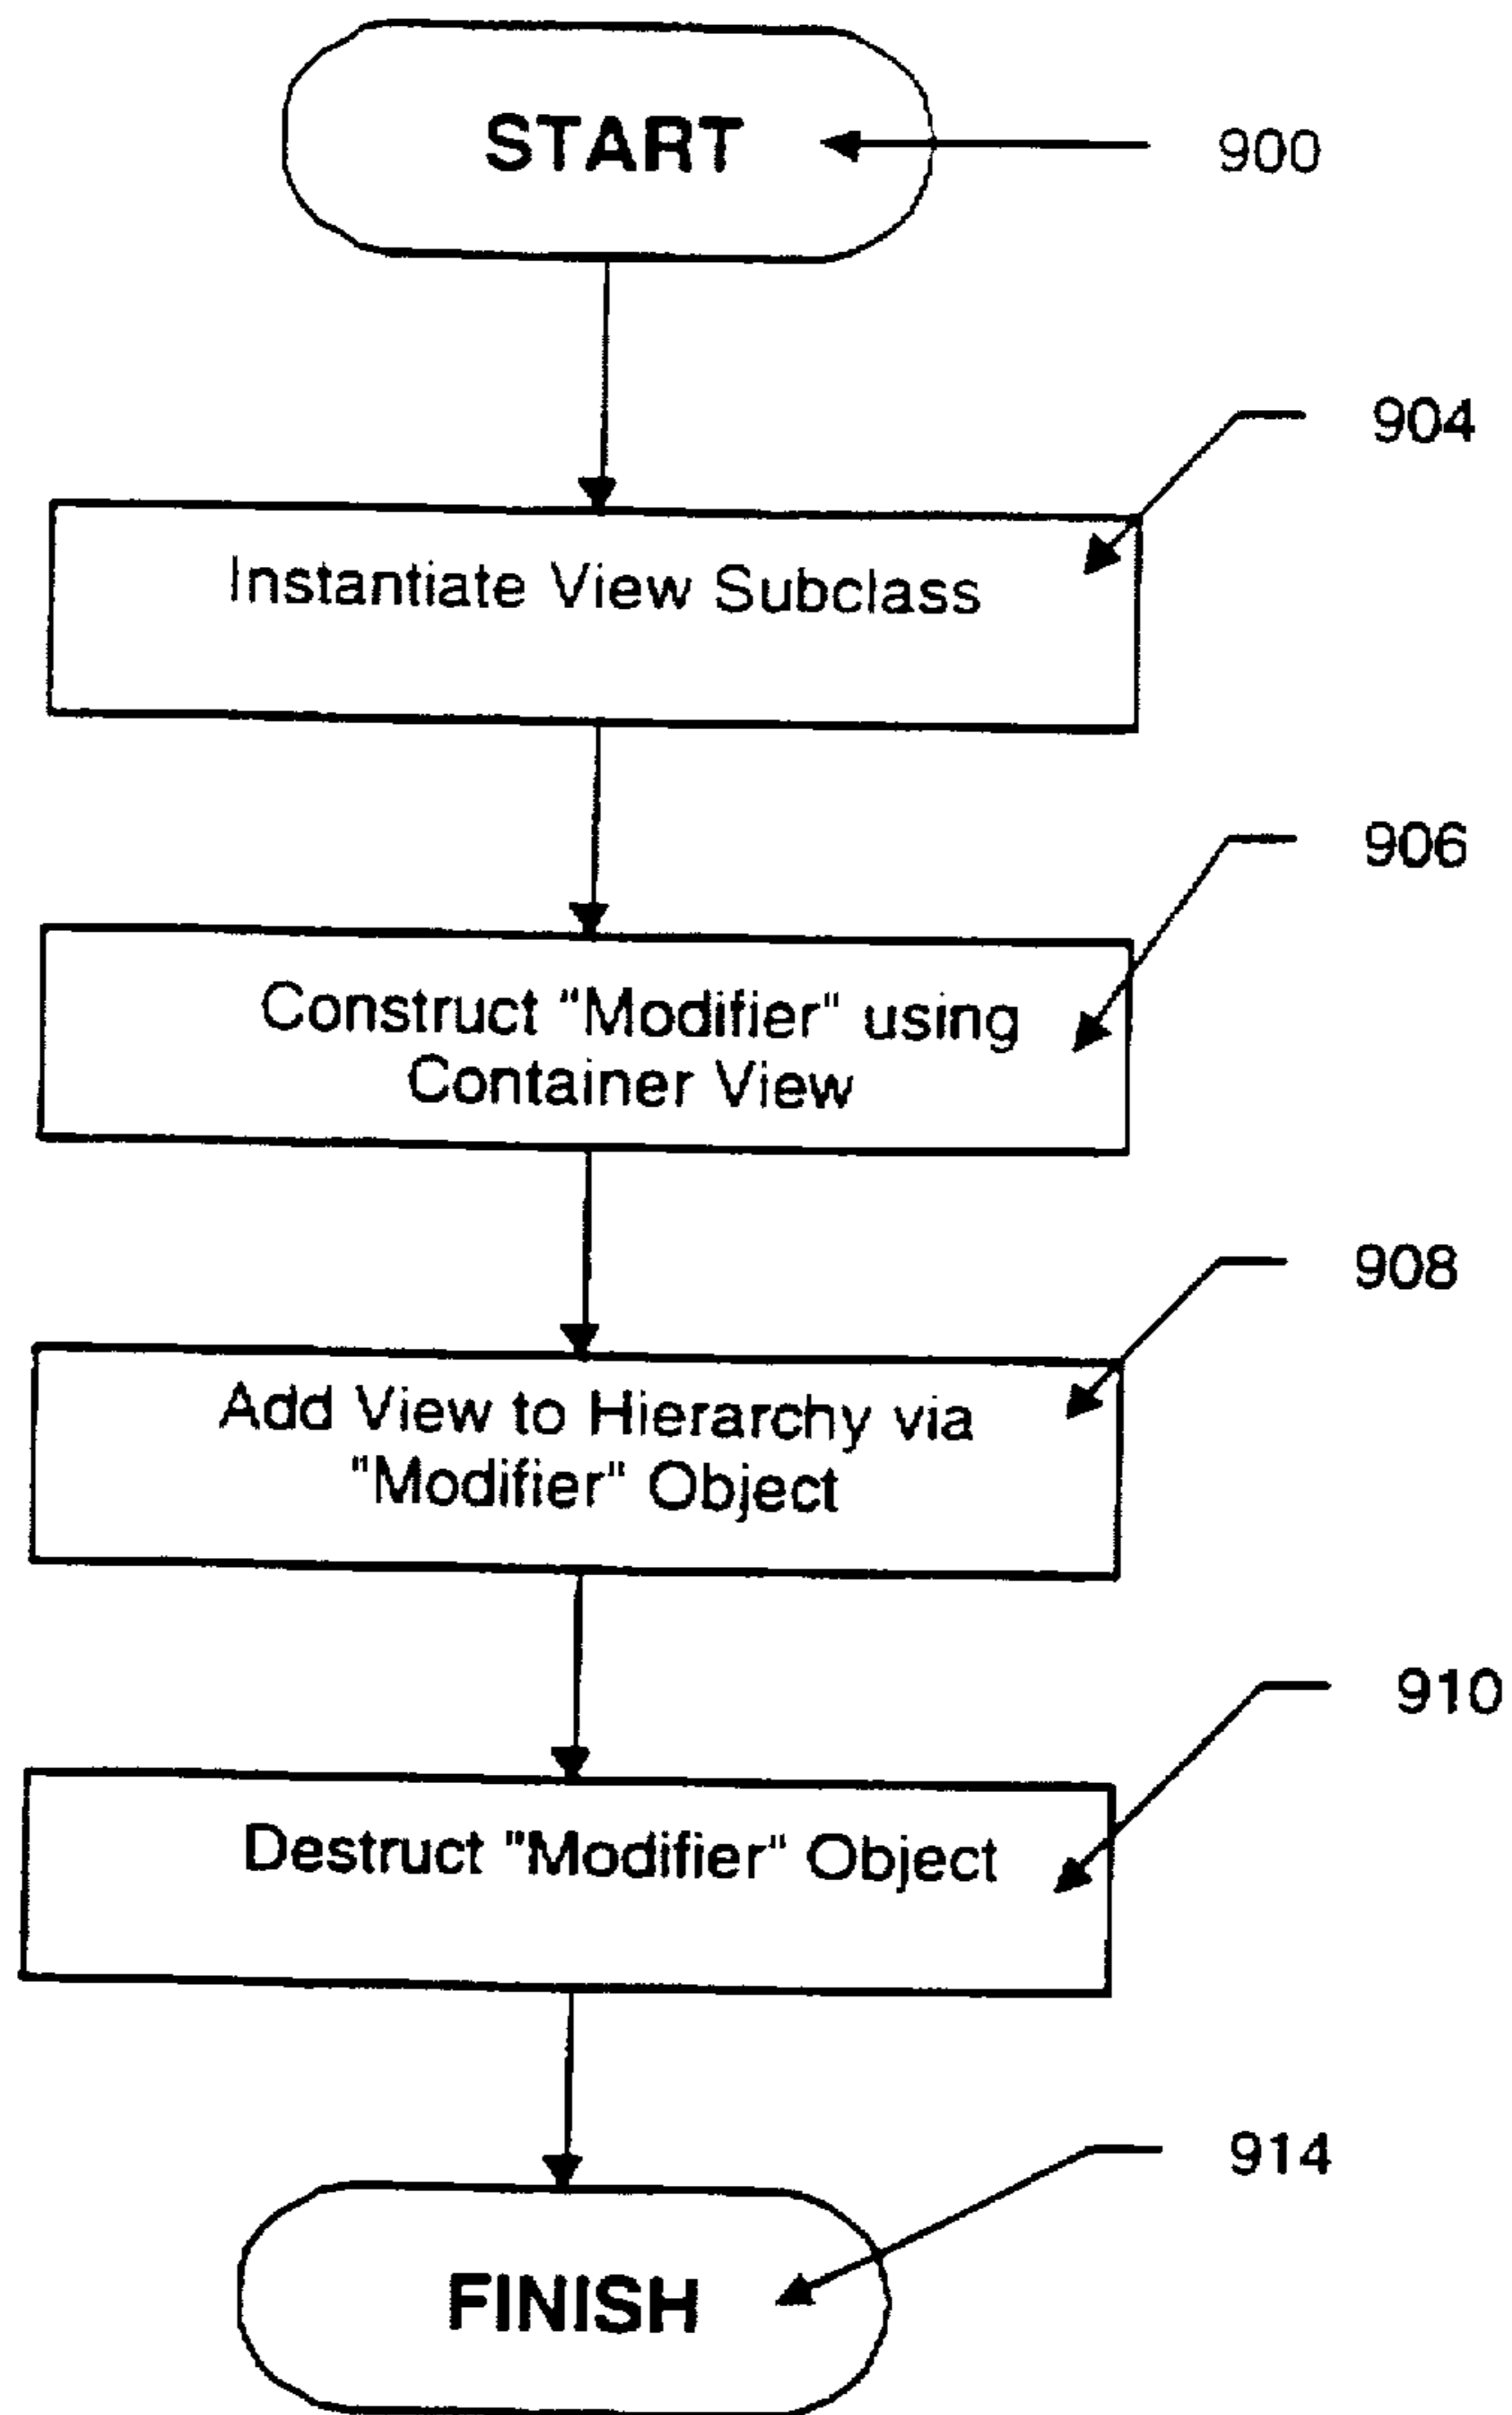 START
900
904
Instantiate View Subclass
906
Construct "Modifier" using
Container View
908
Add View to Hierarchy via
"Modifier" Object
910
Destruct "Modifier" Object
914
FINISH